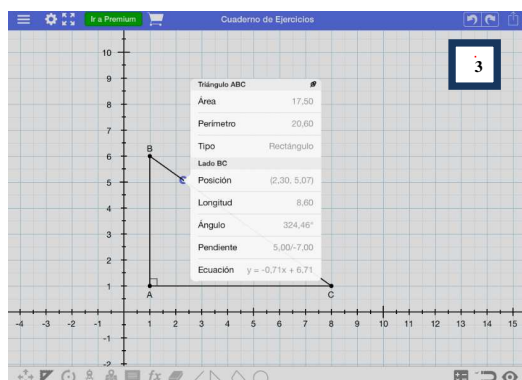 Ir a Premium
Cuaderno de Ejercicios
3
Triángulo ABC
Área 17,50
Perímetro 20,60
Tipo Rectángulo
Lado BC
Posición (2,30, 5,07)
Longitud 8,60
Ángulo 324,46°
Pendiente 5,00/-7,00
Ecuación y = -0,71x + 6,71
10
9
8
7
6
5
4
3
2
1
-1
-2
B
A
C
-4 -3 -2 -1 1 2 3 4 5 6 7 8 9 10 11 12 13 14 15
fx